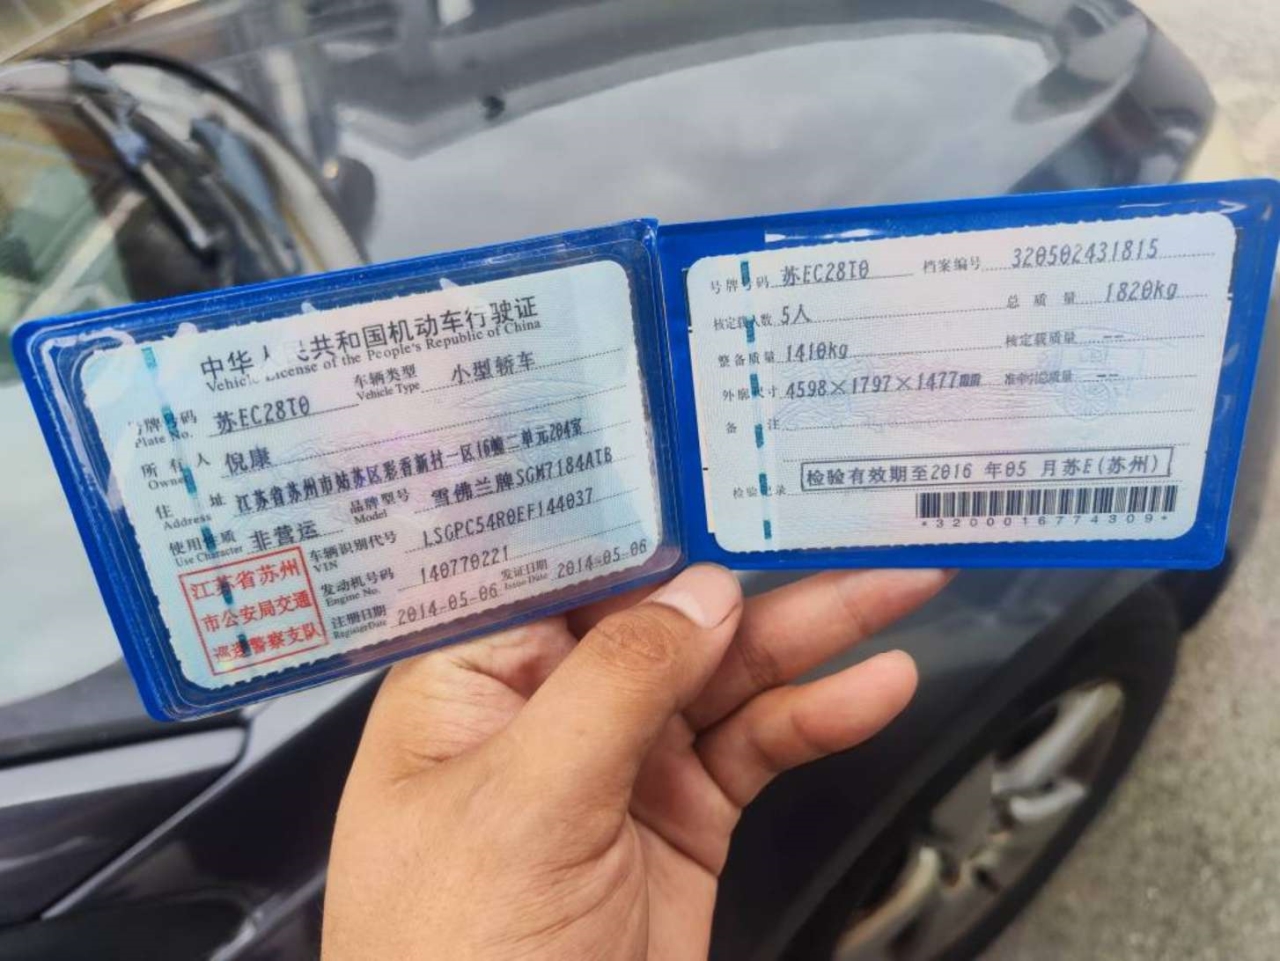 中华人民共和国机动车行驶证
Vehicle License of the People's Republic of China
号牌号码 苏EC28T0 车辆类型 小型轿车
Plate No. Vehicle Type
所有人 倪康
Owner
住址 江苏省苏州市姑苏区彩香新村一区16幢二单元204室
Address
使用性质 非营运 品牌型号 雪佛兰牌SGM7184ATB
Use Character Model
车辆识别代号 LSGPC54R0EF144037
VIN
发动机号码 140770221
Engine No.
注册日期 2014-05-06 发证日期 2014-05-06
Register Date Issue Date
江苏省苏州
市公安局交通
巡逻警察支队
号牌号码 苏EC28T0 档案编号 320502431815
核定载人数 5人 总质量 1820kg
整备质量 1410kg 核定载质量 --
外廓尺寸 4598×1797×1477mm 准牵引总质量 --
备注
检验记录 检验有效期至2016 年05 月苏E(苏州)
*3200016774309*